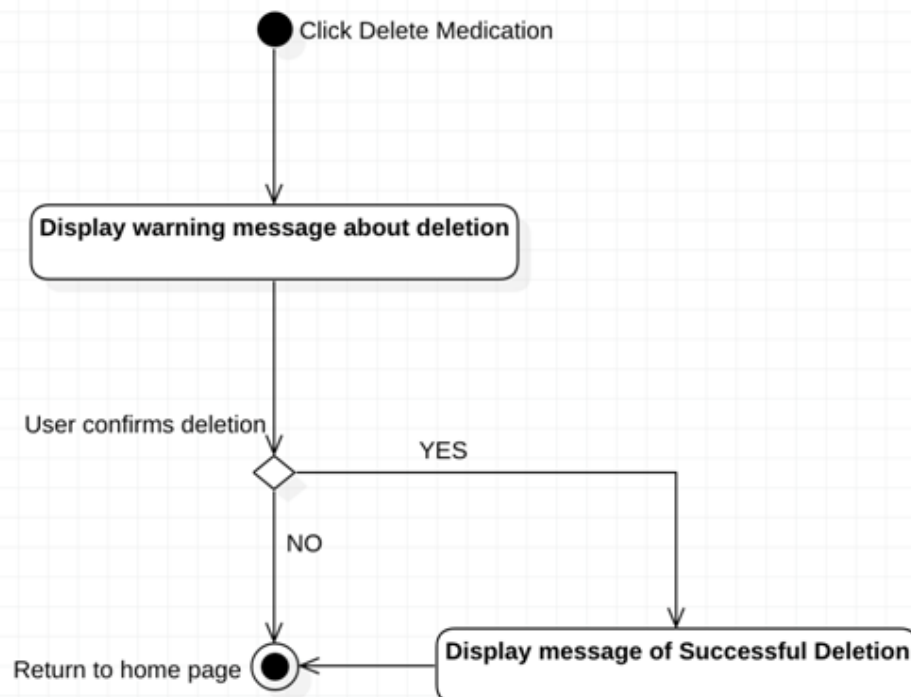 Click Delete Medication
Display warning message about deletion
User confirms deletion
YES
NO
Display message of Successful Deletion
Return to home page